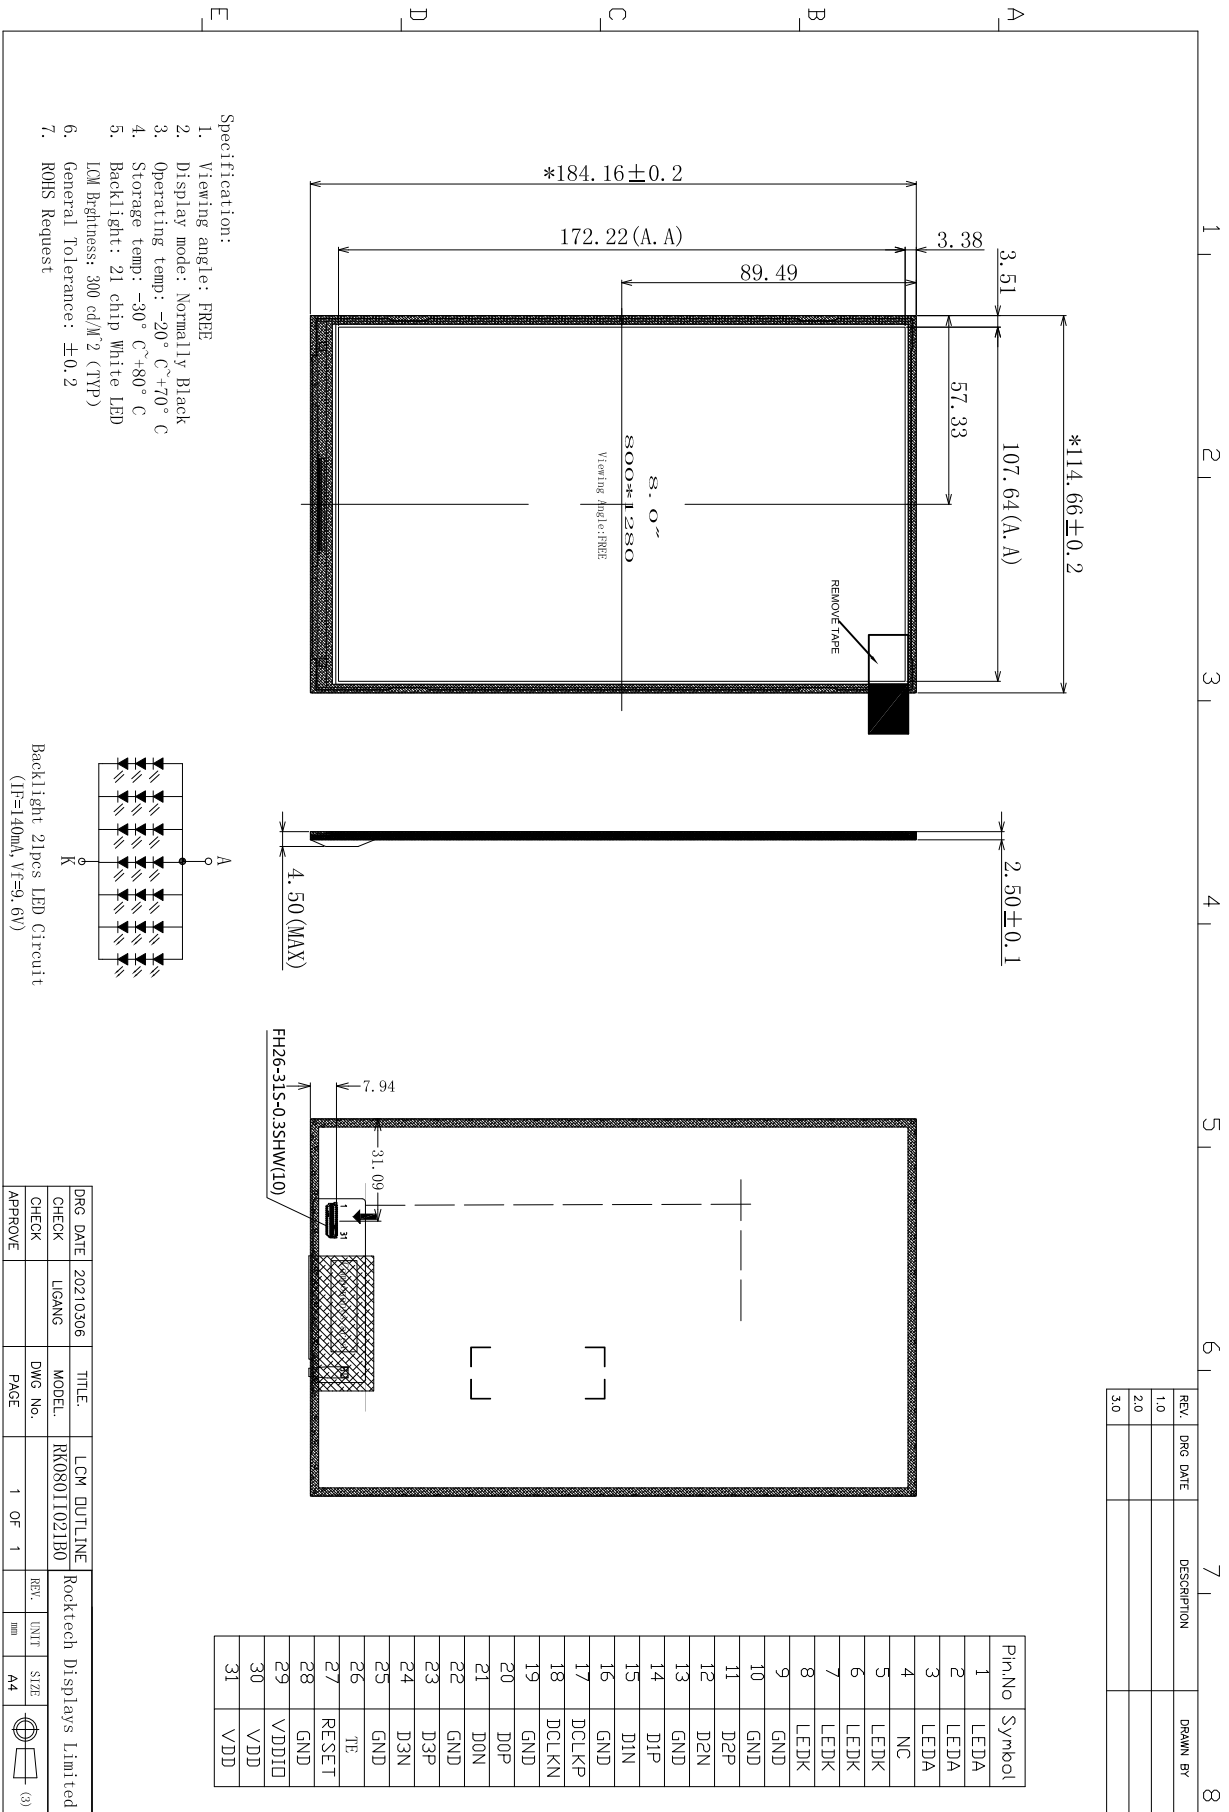 1 2 3 4 5 6 7 8
A
B
C
D
E
REV. DRG DATE DESCRIPTION DRAWN BY
1.0
2.0
3.0
*114.66±0.2
3.51 107.64(A.A)
57.33
3.38
89.49
172.22(A.A)
*184.16±0.2
REMOVE TAPE
8.0"
800*1280
Viewing Angle:FREE
2.50±0.1
4.50(MAX)
7.94
31.09
1 31
FH26-31S-0.3SHW(10)
Pin.No Symbol
1 LEDA
2 LEDA
3 LEDA
4 NC
5 LEDK
6 LEDK
7 LEDK
8 LEDK
9 GND
10 GND
11 D2P
12 D2N
13 GND
14 D1P
15 D1N
16 GND
17 DCLKP
18 DCLKN
19 GND
20 D0P
21 D0N
22 GND
23 D3P
24 D3N
25 GND
26 TE
27 RESET
28 GND
29 VDDIO
30 VDD
31 VDD
Specification:
1. Viewing angle: FREE
2. Display mode: Normally Black
3. Operating temp: -20° C~+70° C
4. Storage temp: -30° C~+80° C
5. Backlight: 21 chip White LED
LCM Brghtness: 300 cd/M^2 (TYP)
6. General Tolerance: ±0.2
7. ROHS Request
A
K
Backlight 21pcs LED Circuit
(IF=140mA, Vf=9.6V)
DRG DATE 20210306 TITLE. LCM OUTLINE Rocktech Displays Limited
CHECK LIGANG MODEL. RK080II021B0
CHECK DWG No. REV. UNIT SIZE
APPROVE PAGE 1 OF 1 mm A4 (3)